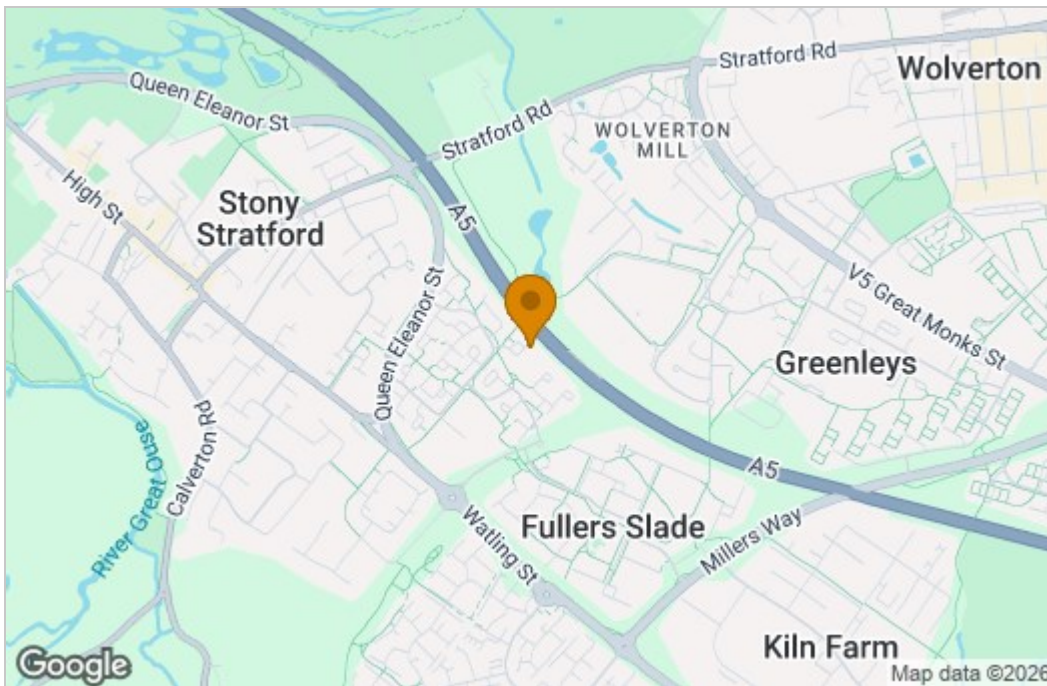 Stratford Rd
Wolverton
Queen Eleanor St
Stratford Rd
WOLVERTON
MILL
High St
Stony
Stratford
A5
V5 Great Monks St
Queen Eleanor St
Greenleys
Calverton Rd
River Great Ouse
A5
Watling St
Fullers Slade
Millers Way
Kiln Farm
Google
Map data ©2026